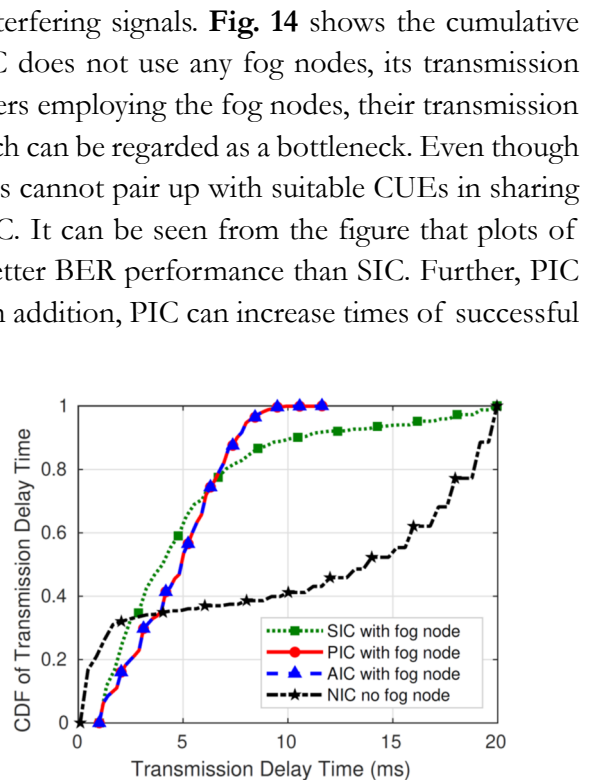 signals. Fig. 14 shows the cumulative
does not use any fog nodes, its transmission
employing the fog nodes, their transmission
can be regarded as a bottleneck. Even though
cannot pair up with suitable CUEs in sharing
It can be seen from the figure that plots of
BER performance than SIC. Further, PIC
addition, PIC can increase times of successful
1
0.8
0.6
0.4
0.2
0
CDF of Transmission Delay Time
SIC with fog node
PIC with fog node
AIC with fog node
NIC no fog node
0 5 10 15 20
Transmission Delay Time (ms)